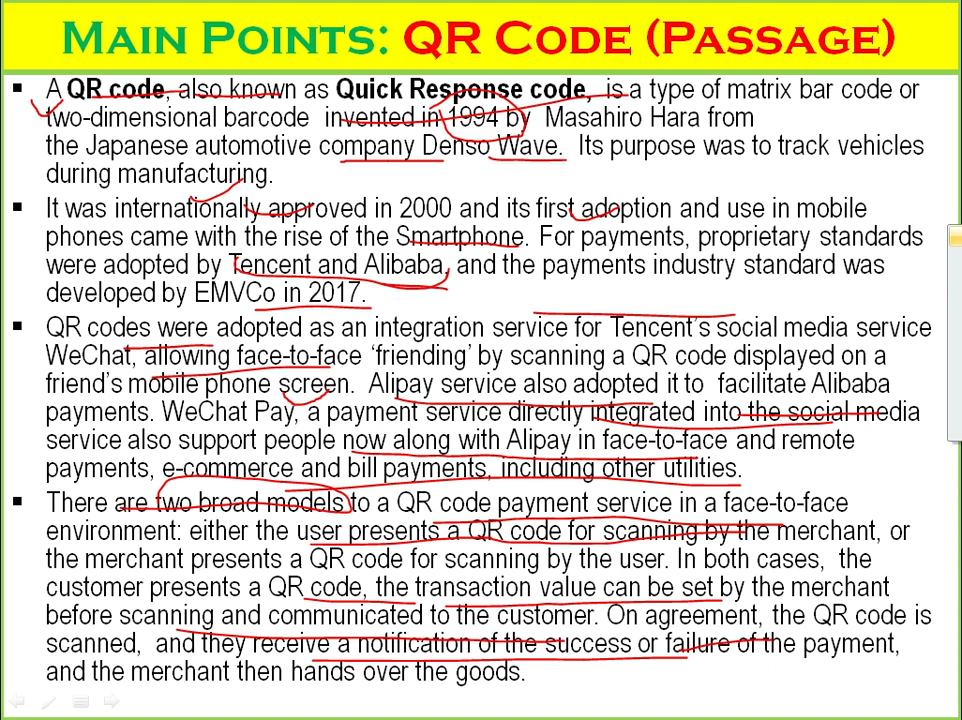 MAIN POINTS: QR CODE (PASSAGE)
▪ A QR code, also known as Quick Response code, is a type of matrix bar code or
two-dimensional barcode invented in 1994 by Masahiro Hara from
the Japanese automotive company Denso Wave. Its purpose was to track vehicles
during manufacturing.
▪ It was internationally approved in 2000 and its first adoption and use in mobile
phones came with the rise of the Smartphone. For payments, proprietary standards
were adopted by Tencent and Alibaba, and the payments industry standard was
developed by EMVCo in 2017.
▪ QR codes were adopted as an integration service for Tencent's social media service
WeChat, allowing face-to-face 'friending' by scanning a QR code displayed on a
friend's mobile phone screen. Alipay service also adopted it to facilitate Alibaba
payments. WeChat Pay, a payment service directly integrated into the social media
service also support people now along with Alipay in face-to-face and remote
payments, e-commerce and bill payments, including other utilities.
▪ There are two broad models to a QR code payment service in a face-to-face
environment: either the user presents a QR code for scanning by the merchant, or
the merchant presents a QR code for scanning by the user. In both cases, the
customer presents a QR code, the transaction value can be set by the merchant
before scanning and communicated to the customer. On agreement, the QR code is
scanned, and they receive a notification of the success or failure of the payment,
and the merchant then hands over the goods.